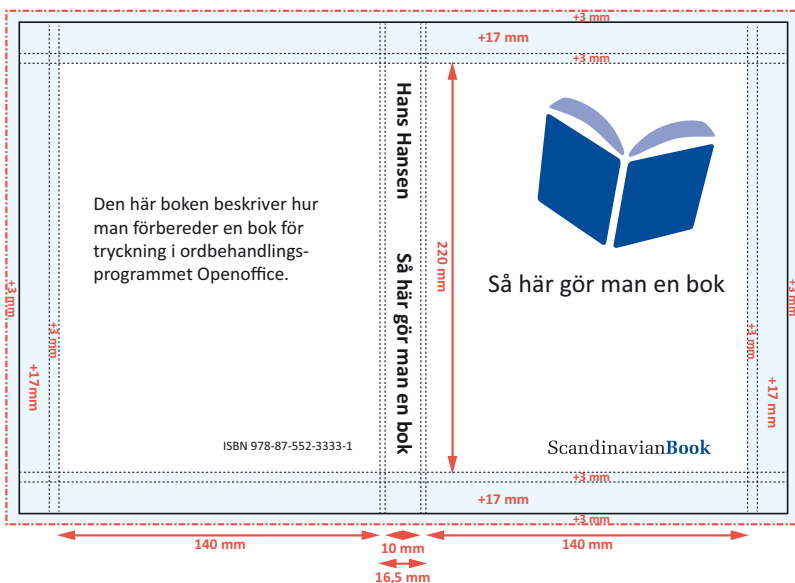 +3 mm
+17 mm
+3 mm
Den här boken beskriver hur
man förbereder en bok för
tryckning i ordbehandlings-
programmet Openoffice.
ISBN 978-87-552-3333-1
Hans Hansen Så här gör man en bok
220 mm
Så här gör man en bok
ScandinavianBook
+3 mm
+3 mm
+17mm
+3 mm
+17 mm
+3 mm
+3 mm
+17 mm
+3 mm
140 mm
10 mm
140 mm
16,5 mm